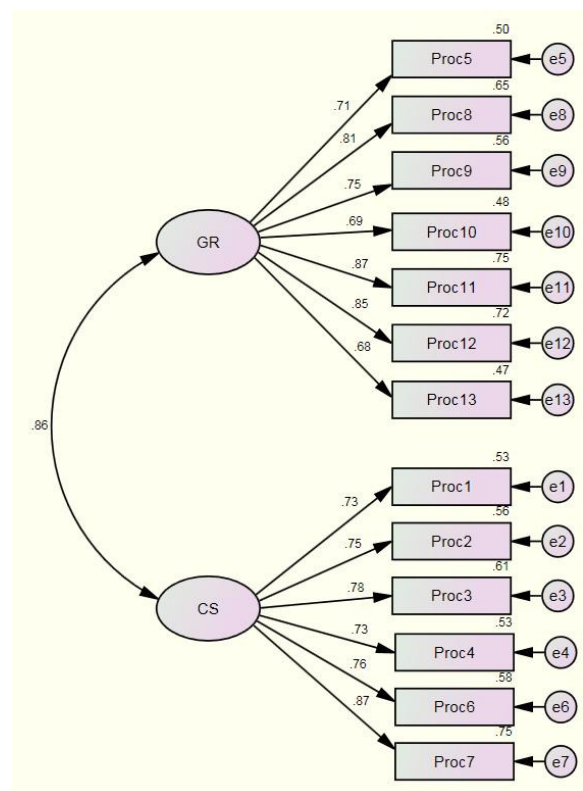 .50
Proc5
e5
.71
.65
Proc8
e8
.81
.56
Proc9
e9
.75
.48
Proc10
e10
.69
GR
.75
Proc11
e11
.87
.72
Proc12
e12
.85
.47
Proc13
e13
.68
.86
.53
Proc1
e1
.73
.56
Proc2
e2
.75
.61
Proc3
e3
.78
CS
.53
Proc4
e4
.73
.58
Proc6
e6
.76
.75
Proc7
e7
.87